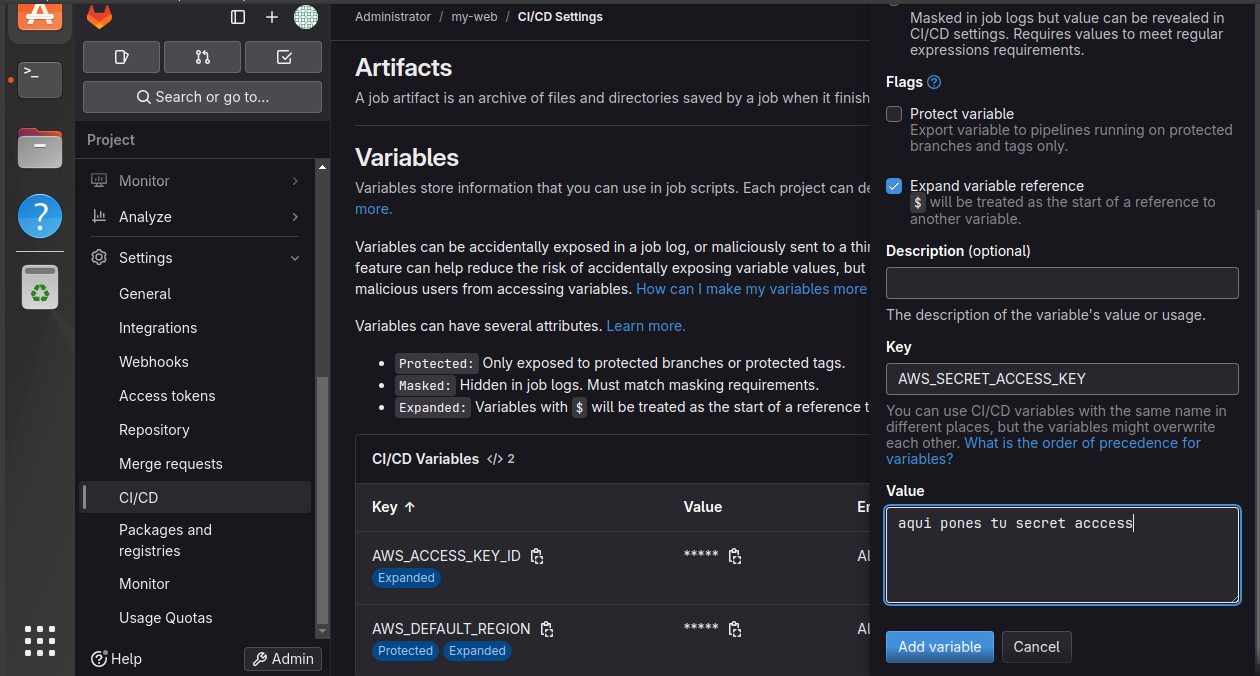 Administrator / my-web / CI/CD Settings
Search or go to...
Project
Monitor
Analyze
Settings
General
Integrations
Webhooks
Access tokens
Repository
Merge requests
CI/CD
Packages and
registries
Monitor
Usage Quotas
Help
Admin
Artifacts
A job artifact is an archive of files and directories saved by a job when it finish
Variables
Variables store information that you can use in job scripts. Each project can de
more.
Variables can be accidentally exposed in a job log, or maliciously sent to a thir
feature can help reduce the risk of accidentally exposing variable values, but
malicious users from accessing variables. How can I make my variables more
Variables can have several attributes. Learn more.
• Protected: Only exposed to protected branches or protected tags.
• Masked: Hidden in job logs. Must match masking requirements.
• Expanded: Variables with $ will be treated as the start of a reference t
CI/CD Variables </> 2
Key ↑ Value En
AWS_ACCESS_KEY_ID ***** Al
Expanded
AWS_DEFAULT_REGION ***** Al
Protected Expanded
Masked in job logs but value can be revealed in
CI/CD settings. Requires values to meet regular
expressions requirements.
Flags
Protect variable
Export variable to pipelines running on protected
branches and tags only.
Expand variable reference
$ will be treated as the start of a reference to
another variable.
Description (optional)
The description of the variable's value or usage.
Key
AWS_SECRET_ACCESS_KEY
You can use CI/CD variables with the same name in
different places, but the variables might overwrite
each other. What is the order of precedence for
variables?
Value
aqui pones tu secret acccess
Add variable
Cancel